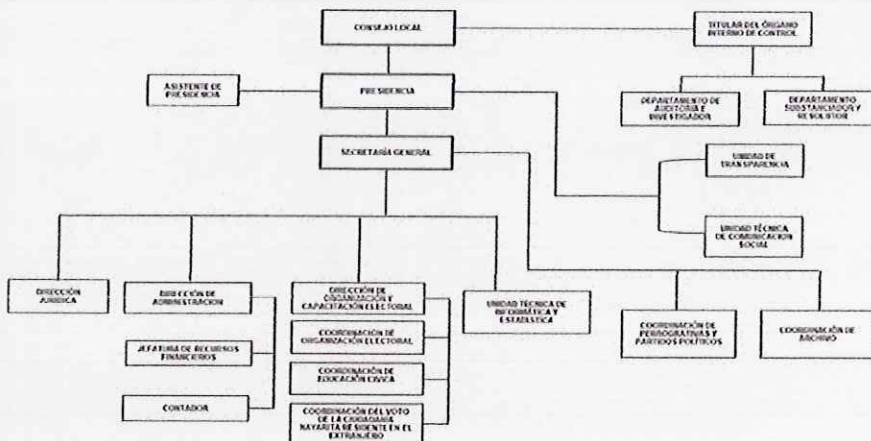 CONSEJO LOCAL
TITULAR DEL ÓRGANO
INTERNO DE CONTROL
ASISTENTE DE
PRESIDENCIA
PRESIDENCIA
DEPARTAMENTO DE
AUDITORIA E
INVESTIGADOR
DEPARTAMENTO
SUBSTANCIADOR Y
RESOLUTOR
SECRETARÍA GENERAL
UNIDAD DE
TRANSPARENCIA
UNIDAD TÉCNICA
DE COMUNICACIÓN
SOCIAL
DIRECCIÓN
JURÍDICA
DIRECCIÓN DE
ADMINISTRACIÓN
DIRECCIÓN DE
ORGANIZACIÓN Y
CAPACITACIÓN ELECTORAL
UNIDAD TÉCNICA DE
INFORMÁTICA Y
ESTADÍSTICA
COORDINACIÓN DE
PRERROGATIVAS Y
PARTIDOS POLÍTICOS
COORDINACIÓN DE
ARCHIVO
COORDINACIÓN DE
ORGANIZACIÓN ELECTORAL
JEFATURA DE RECURSOS
FINANCIEROS
COORDINACIÓN DE
EDUCACIÓN CÍVICA
CONTADOR
COORDINACIÓN DEL VOTO
DE LA CIUDADANÍA
NAYARITA RESIDENTE EN EL
EXTRANJERO